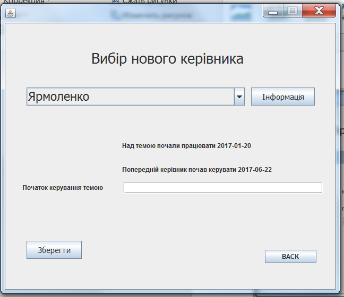 Вибір нового керівника
Ярмоленко
Інформація
Над темою почали працювати 2017-01-20
Попередній керівник почав керувати 2017-06-22
Початок керування темою
Зберегти
BACK